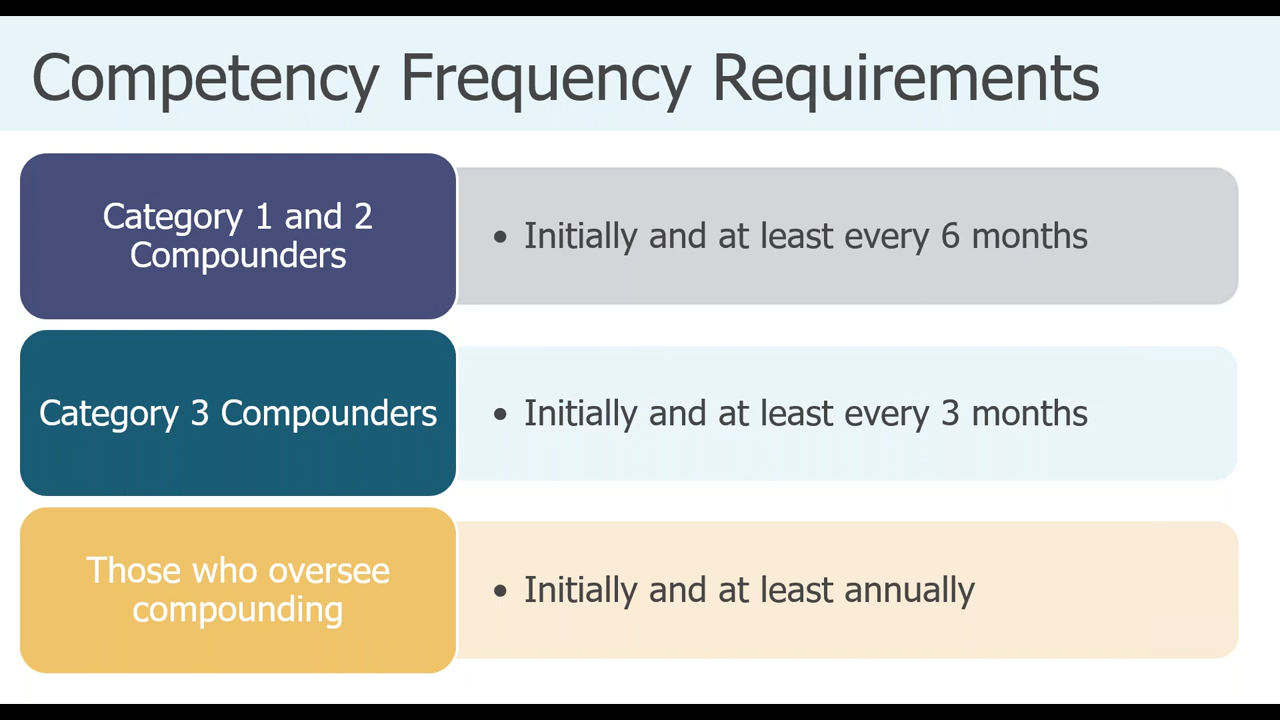 Competency Frequency Requirements
Category 1 and 2
Compounders
• Initially and at least every 6 months
Category 3 Compounders
• Initially and at least every 3 months
Those who oversee
compounding
• Initially and at least annually